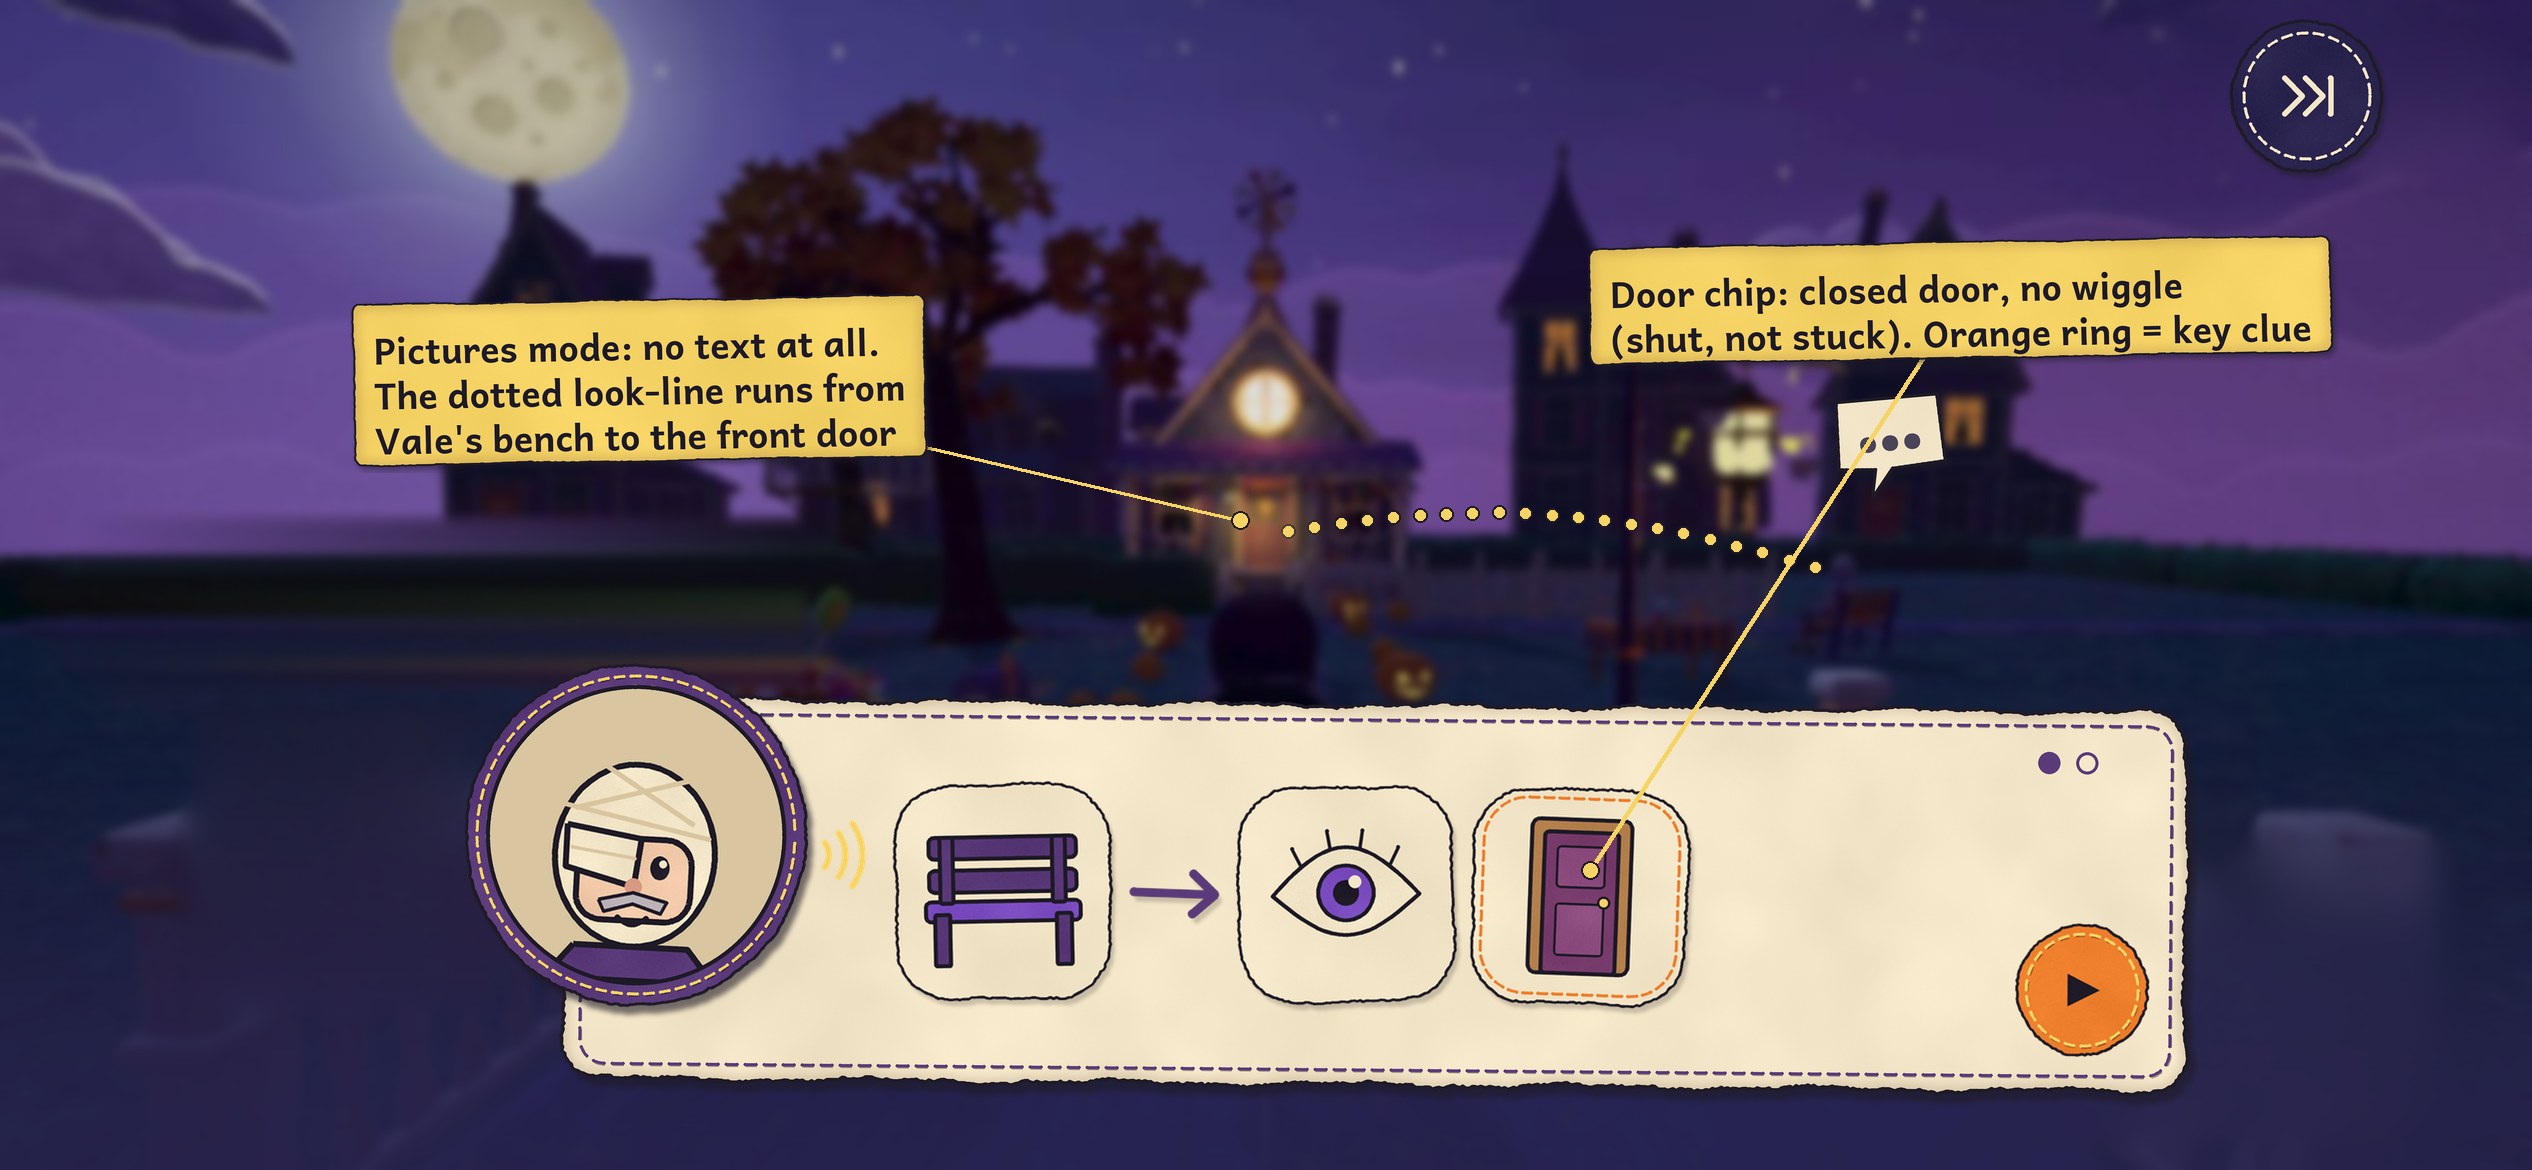 Pictures mode: no text at all.
The dotted look-line runs from
Vale's bench to the front door
Door chip: closed door, no wiggle
(shut, not stuck). Orange ring = key clue